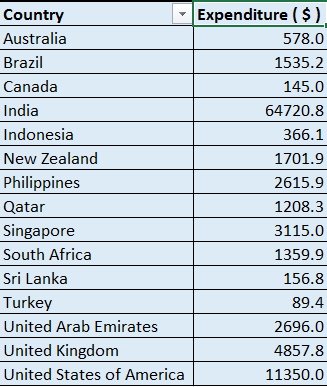 Country Expenditure ( $ )
Australia 578.0
Brazil 1535.2
Canada 145.0
India 64720.8
Indonesia 366.1
New Zealand 1701.9
Philippines 2615.9
Qatar 1208.3
Singapore 3115.0
South Africa 1359.9
Sri Lanka 156.8
Turkey 89.4
United Arab Emirates 2696.0
United Kingdom 4857.8
United States of America 11350.0